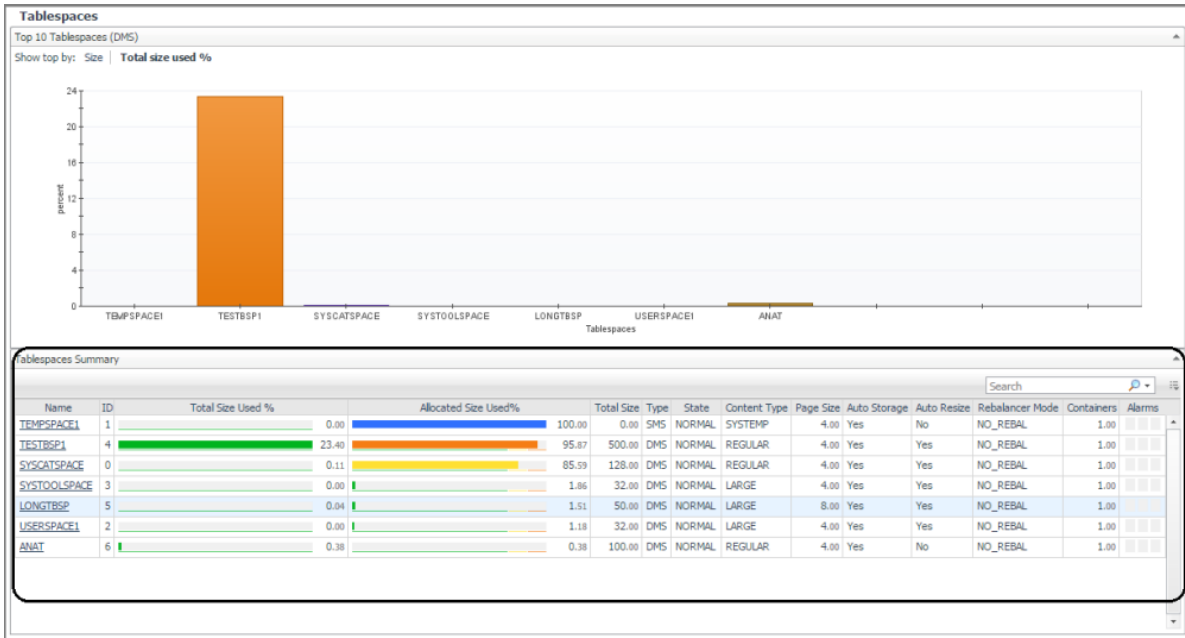 Tablespaces
Top 10 Tablespaces (DMS)
Show top by: Size | Total size used %
24
20
16
12
8
4
0
percent
TEMPSPACE1 TESTBSP1 SYSCATSPACE SYSTOOLSPACE LONGTBSP USERSPACE1 ANAT
Tablespaces
Tablespaces Summary
Search
Name ID Total Size Used % Allocated Size Used% Total Size Type State Content Type Page Size Auto Storage Auto Resize Rebalancer Mode Containers Alarms
TEMPSPACE1 1 0.00 100.00 0.00 SMS NORMAL SYSTEMP 4.00 Yes No NO_REBAL 1.00
TESTBSP1 4 23.40 95.87 500.00 DMS NORMAL REGULAR 4.00 Yes Yes NO_REBAL 1.00
SYSCATSPACE 0 0.11 85.59 128.00 DMS NORMAL REGULAR 4.00 Yes Yes NO_REBAL 1.00
SYSTOOLSPACE 3 0.00 1.86 32.00 DMS NORMAL LARGE 4.00 Yes Yes NO_REBAL 1.00
LONGTBSP 5 0.04 1.51 50.00 DMS NORMAL LARGE 8.00 Yes Yes NO_REBAL 1.00
USERSPACE1 2 0.00 1.18 32.00 DMS NORMAL LARGE 4.00 Yes Yes NO_REBAL 1.00
ANAT 6 0.38 0.38 100.00 DMS NORMAL REGULAR 4.00 Yes No NO_REBAL 1.00